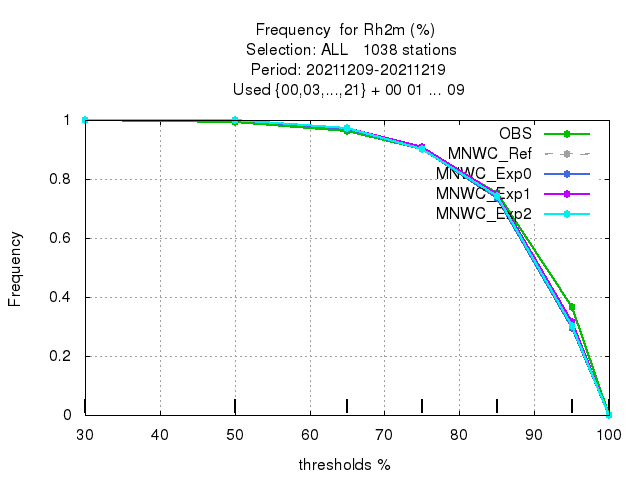 Frequency  for Rh2m (%)
Selection: ALL   1038 stations
Period: 20211209-20211219
Used {00,03,...,21} + 00 01 ... 09
OBS
MNWC_Ref
MNWC_Exp0
MNWC_Exp1
MNWC_Exp2
1
0.8
0.6
0.4
0.2
0
Frequency
30 40 50 60 70 80 90 100
thresholds %